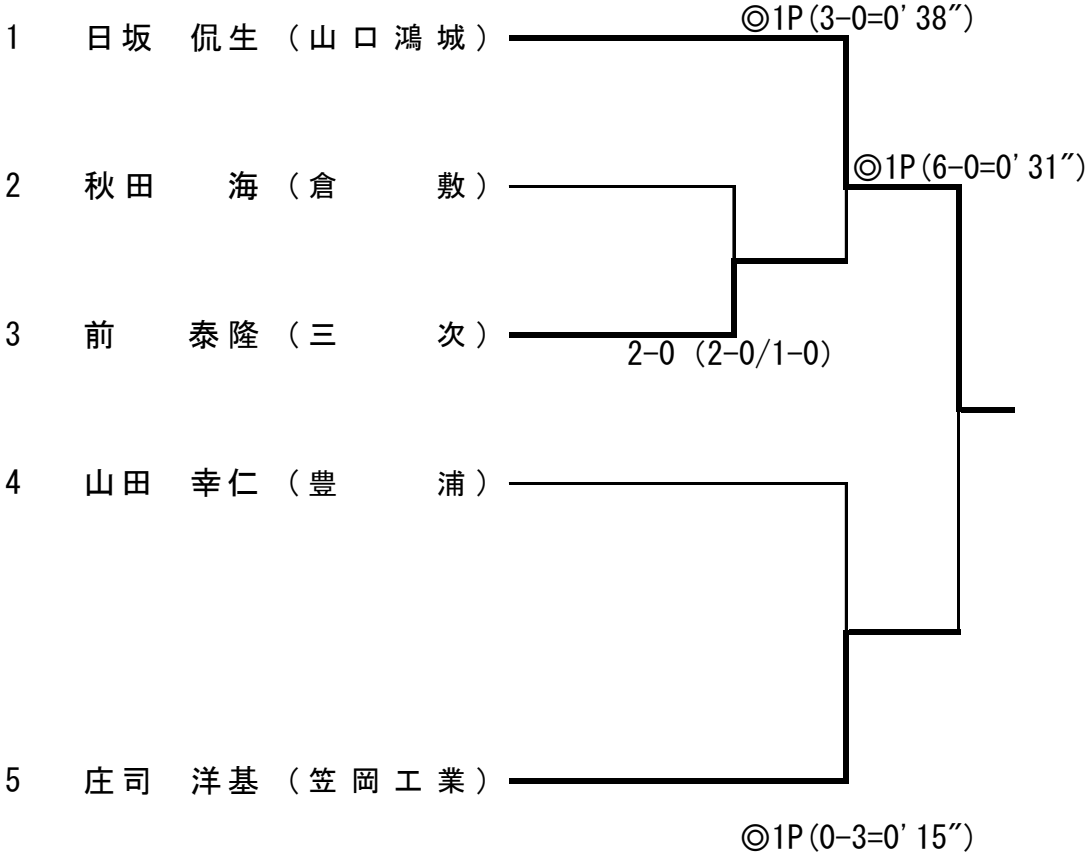 ◎1P(3-0=0'38″)
1 日坂 侃生 (山口鴻城)
◎1P(6-0=0'31″)
2 秋田 海 (倉敷)
3 前 泰隆 (三次)
2-0 (2-0/1-0)
4 山田 幸仁 (豊浦)
5 庄司 洋基 (笠岡工業)
◎1P(0-3=0'15″)